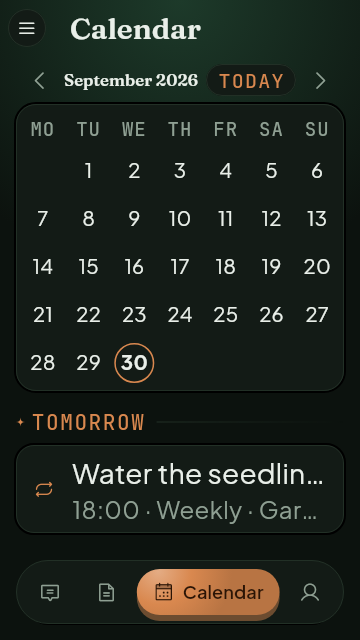 Calendar
September 2026 TODAY
MO TU WE TH FR SA SU
1 2 3 4 5 6
7 8 9 10 11 12 13
14 15 16 17 18 19 20
21 22 23 24 25 26 27
28 29 30
TOMORROW
Water the seedlin…
18:00 · Weekly · Gar…
Calendar